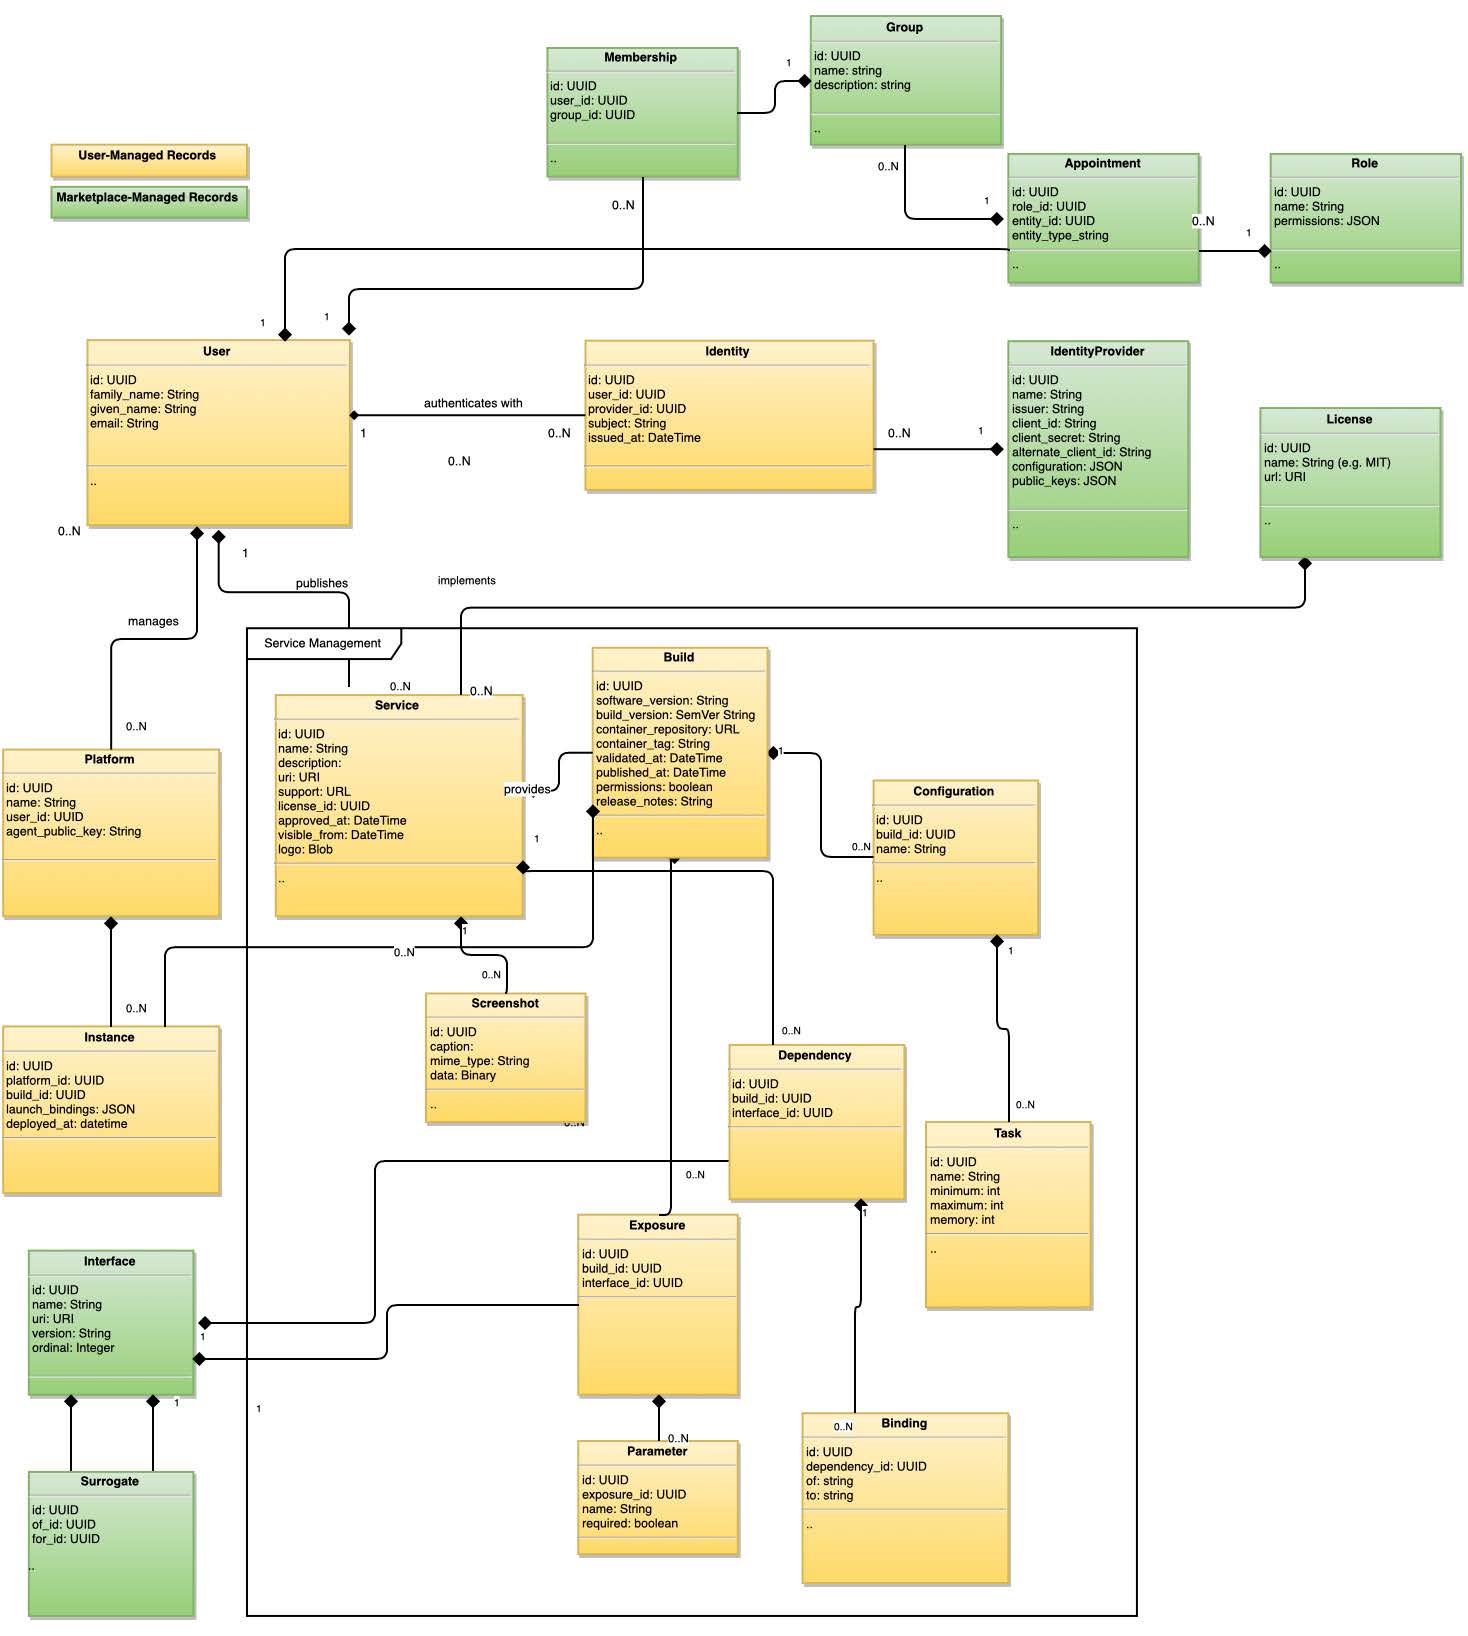 Group
id: UUID
name: string
description: string
..
1
Membership
id: UUID
user_id: UUID
group_id: UUID
..
User-Managed Records
Marketplace-Managed Records
0..N
1
Appointment
id: UUID
role_id: UUID
entity_id: UUID
entity_type_string
..
0..N
1
Role
id: UUID
name: String
permissions: JSON
..
0..N
1
1
User
id: UUID
family_name: String
given_name: String
email: String
..
authenticates with
1
0..N
0..N
Identity
id: UUID
user_id: UUID
provider_id: UUID
subject: String
issued_at: DateTime
0..N
1
IdentityProvider
id: UUID
name: String
issuer: String
client_id: String
client_secret: String
alternate_client_id: String
configuration: JSON
public_keys: JSON
..
License
id: UUID
name: String (e.g. MIT)
url: URI
..
0..N
1
publishes
implements
manages
Service Management
0..N
0..N
0..N
Platform
id: UUID
name: String
user_id: UUID
agent_public_key: String
Service
id: UUID
name: String
description:
uri: URI
support: URL
license_id: UUID
approved_at: DateTime
visible_from: DateTime
logo: Blob
..
provides
1
Build
id: UUID
software_version: String
build_version: SemVer String
container_repository: URL
container_tag: String
validated_at: DateTime
published_at: DateTime
permissions: boolean
release_notes: String
..
1
0..N
Configuration
id: UUID
build_id: UUID
name: String
..
1
0..N
1
0..N
0..N
Screenshot
id: UUID
caption:
mime_type: String
data: Binary
..
0..N
0..N
Instance
id: UUID
platform_id: UUID
build_id: UUID
launch_bindings: JSON
deployed_at: datetime
0..N
Dependency
id: UUID
build_id: UUID
interface_id: UUID
0..N
Task
id: UUID
name: String
minimum: int
maximum: int
memory: int
..
0..N
1
Exposure
id: UUID
build_id: UUID
interface_id: UUID
Interface
id: UUID
name: String
uri: URI
version: String
ordinal: Integer
1
1
1
0..N
Parameter
id: UUID
exposure_id: UUID
name: String
required: boolean
0..N
Binding
id: UUID
dependency_id: UUID
of: string
to: string
..
Surrogate
id: UUID
of_id: UUID
for_id: UUID
..